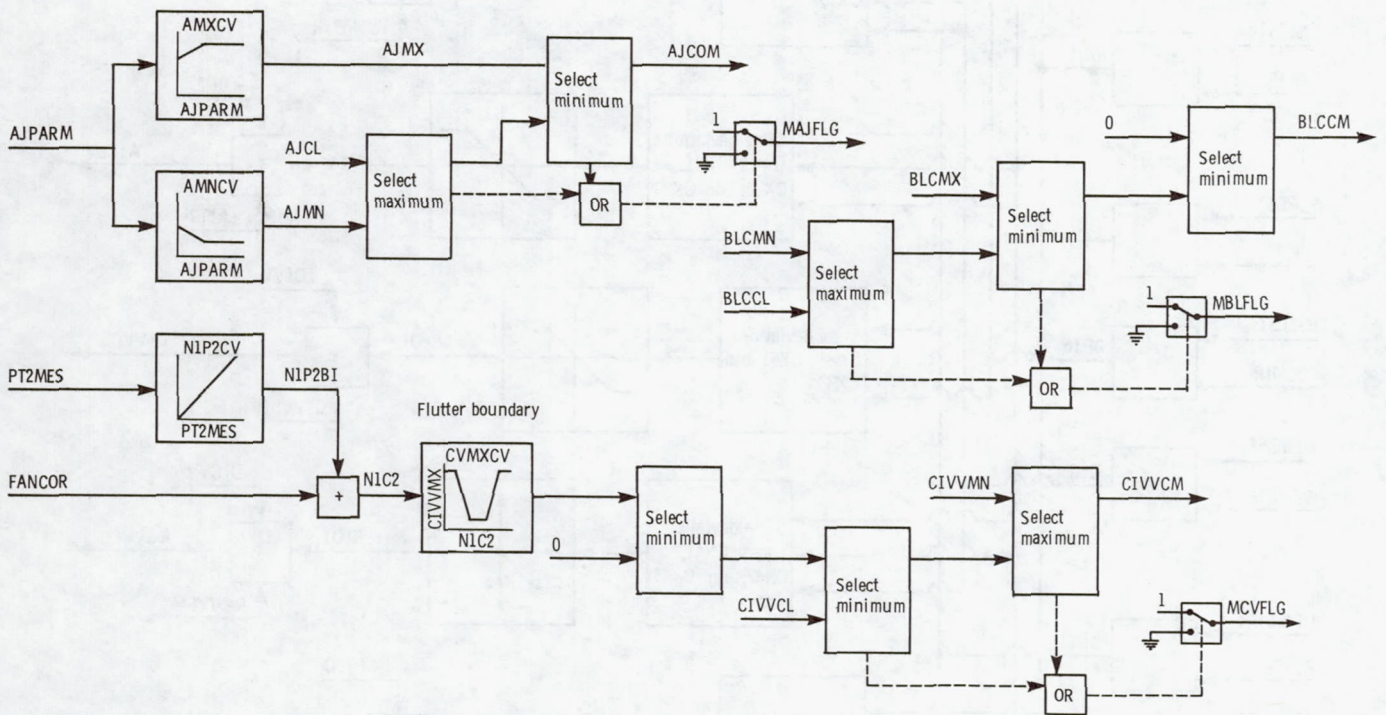 AMXCV
AJPARM
AJMX
Select
minimum
AJCOM
AJPARM
AJCL
Select
maximum
AMNCV
AJPARM
AJMN
OR
1
MAJFLG
0
Select
minimum
BLCCM
BLCMX
Select
minimum
BLCMN
BLCCL
Select
maximum
1
MBLFLG
OR
PT2MES
N1P2CV
PT2MES
N1P2BI
Flutter boundary
FANCOR
+
N1C2
CVMXCV
CIVVMX
N1C2
0
Select
minimum
CIVVCL
Select
minimum
CIVVMN
Select
maximum
CIVVCM
1
MCVFLG
OR